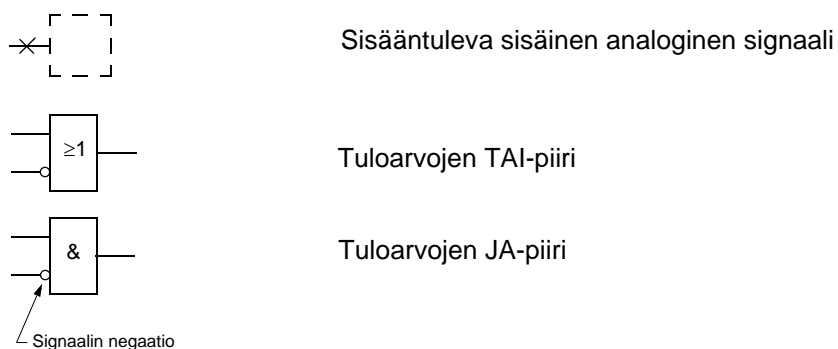 Sisääntuleva sisäinen analoginen signaali
≥1
Tuloarvojen TAI-piiri
&
Tuloarvojen JA-piiri
Signaalin negaatio